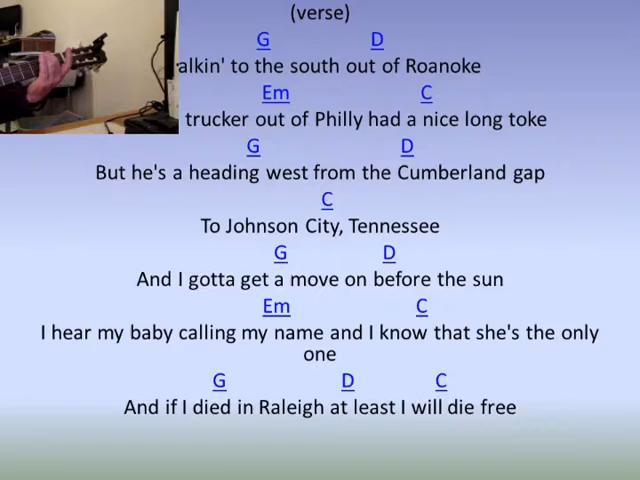 (verse)
G D
alkin' to the south out of Roanoke
Em C
trucker out of Philly had a nice long toke
G D
But he's a heading west from the Cumberland gap
C
To Johnson City, Tennessee
G D
And I gotta get a move on before the sun
Em C
I hear my baby calling my name and I know that she's the only
one
G D C
And if I died in Raleigh at least I will die free